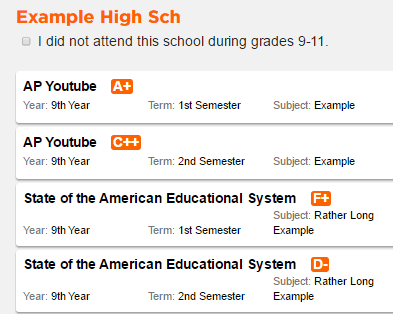 Example High Sch
I did not attend this school during grades 9-11.
AP Youtube A+
Year: 9th Year Term: 1st Semester Subject: Example
AP Youtube C++
Year: 9th Year Term: 2nd Semester Subject: Example
State of the American Educational System F+
Year: 9th Year Term: 1st Semester Subject: Rather Long
Example
State of the American Educational System D-
Year: 9th Year Term: 2nd Semester Subject: Rather Long
Example